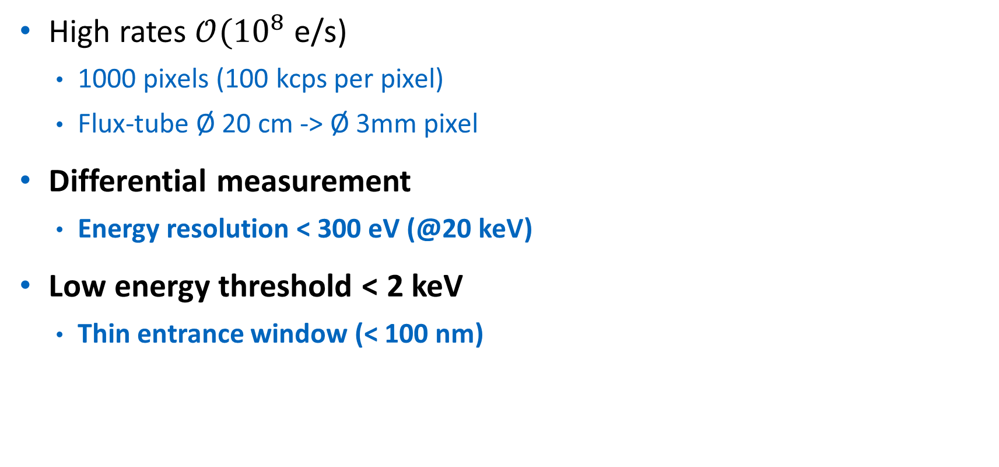 • High rates 𝒪(10⁸ e/s)
• 1000 pixels (100 kcps per pixel)
• Flux-tube Ø 20 cm -> Ø 3mm pixel
• Differential measurement
• Energy resolution < 300 eV (@20 keV)
• Low energy threshold < 2 keV
• Thin entrance window (< 100 nm)